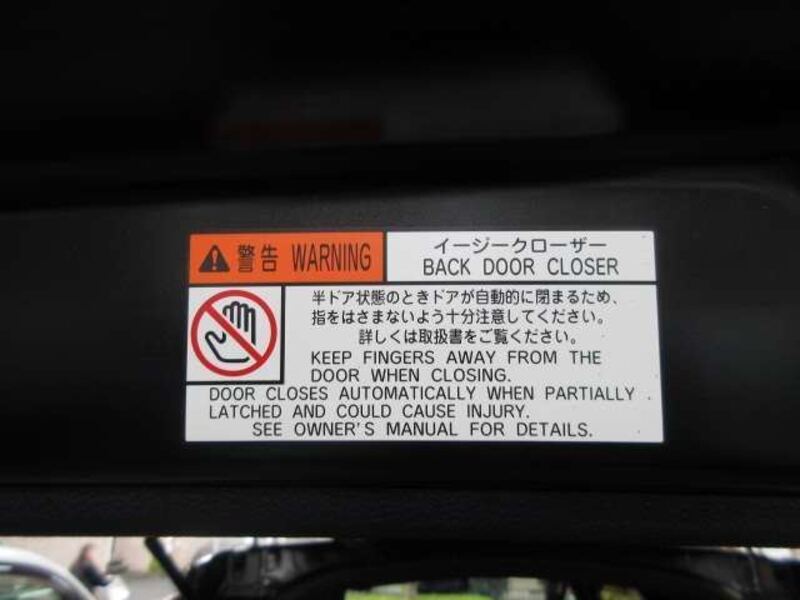 警告 WARNING
イージークローザー
BACK DOOR CLOSER
半ドア状態のときドアが自動的に閉まるため、
指をはさまないよう十分注意してください。
詳しくは取扱書をご覧ください。
KEEP FINGERS AWAY FROM THE
DOOR WHEN CLOSING.
DOOR CLOSES AUTOMATICALLY WHEN PARTIALLY
LATCHED AND COULD CAUSE INJURY.
SEE OWNER'S MANUAL FOR DETAILS.